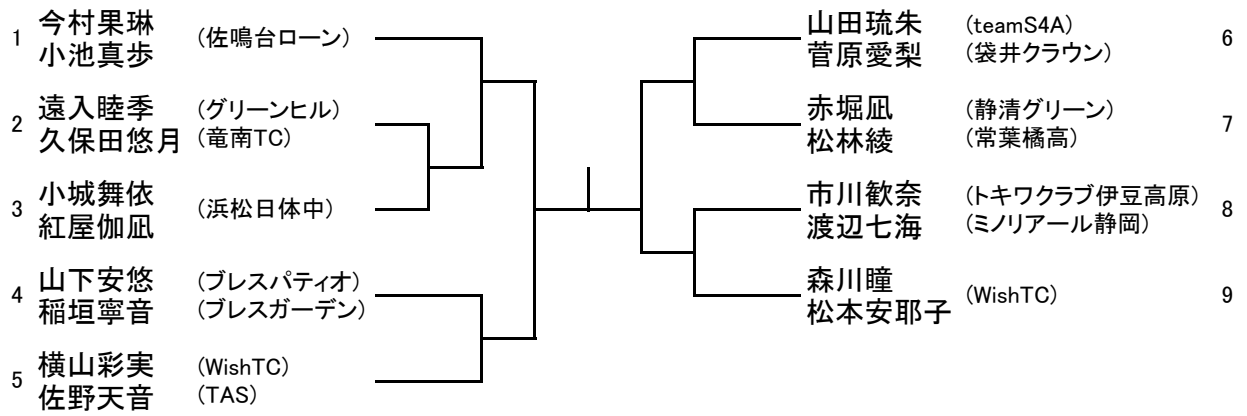 1 今村果琳 (佐鳴台ローン)
小池真歩
2 遠入睦季 (グリーンヒル)
久保田悠月 (竜南TC)
3 小城舞依 (浜松日体中)
紅屋伽凪
4 山下安悠 (ブレスパティオ)
稲垣寧音 (ブレスガーデン)
5 横山彩実 (WishTC)
佐野天音 (TAS)
山田琉朱 (teamS4A) 6
菅原愛梨 (袋井クラウン)
赤堀凪 (静清グリーン) 7
松林綾 (常葉橘高)
市川歓奈 (トキワクラブ伊豆高原) 8
渡辺七海 (ミノリアール静岡)
森川瞳 (WishTC) 9
松本安耶子